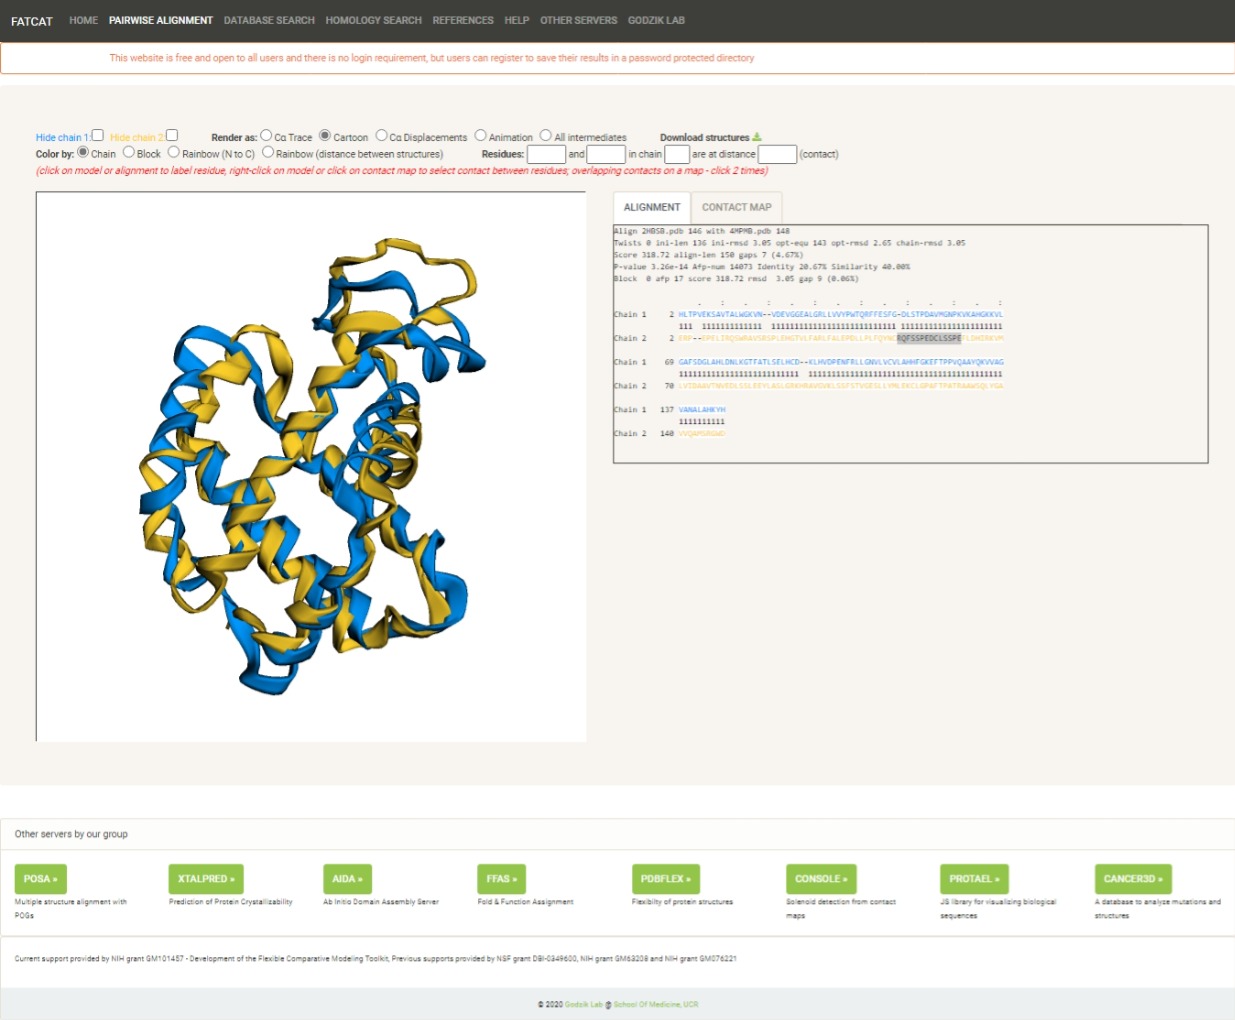 FATCAT HOME PAIRWISE ALIGNMENT DATABASE SEARCH HOMOLOGY SEARCH REFERENCES HELP OTHER SERVERS GODZIK LAB
This website is free and open to all users and there is no login requirement, but users can register to save their results in a password protected directory
Hide chain 1: Hide chain 2: Render as: Cα Trace Cartoon Cα Displacements Animation All intermediates Download structures
Color by: Chain Block Rainbow (N to C) Rainbow (distance between structures) Residues: and in chain are at distance (contact)
(click on model or alignment to label residue, right-click on model or click on contact map to select contact between residues; overlapping contacts on a map - click 2 times)
ALIGNMENT CONTACT MAP
Align 2HBSB.pdb 146 with 4MPMB.pdb 148
Twists 0 ini-len 136 ini-rmsd 3.05 opt-equ 143 opt-rmsd 2.65 chain-rmsd 3.05
Score 318.72 align-len 150 gaps 7 (4.67%)
P-value 3.26e-14 Afp-num 14073 Identity 20.67% Similarity 40.00%
Block 0 afp 17 score 318.72 rmsd 3.05 gap 9 (0.06%)
. : . : . : . : . : . : . :
Chain 1 2 HLTPVEKSAVTALWGKVN--VDEVGGEALGRLLVVYPWTQRFFESFG-DLSTPDAVMGNPKVKAHGKKVL
111 1111111111111 111111111111111111111111111 1111111111111111111111
Chain 2 2 RQFSSPEDCLSSPE
Chain 1 69 GAFSDGLAHLDNLKGTFATLSELHCD--KLHVDPENFRLLGNVLVCVLAHHFGKEFTPPVQAAYQKVVAG
11111111111111111111111111 111111111111111111111111111111111111111111
Chain 2 70
Chain 1 137 VANALAHKYH
1111111111
Chain 2 140
Other servers by our group
POSA » XTALPRED » AIDA » FFAS » PDBFLEX » CONSOLE » PROTAEL » CANCER3D »
Multiple structure alignment with Prediction of Protein Crystallizability Ab Initio Domain Assembly Server Fold & Function Assignment Flexibilty of protein structures Solenoid detection from contact JS library for visualizing biological A database to analyze mutations and
POGs maps sequences structures
Current support provided by NIH grant GM101457 - Development of the Flexible Comparative Modeling Toolkit, Previous supports provided by NSF grant DBI-0349600, NIH grant GM63208 and NIH grant GM076221
© 2020 Godzik Lab @ School Of Medicine, UCR